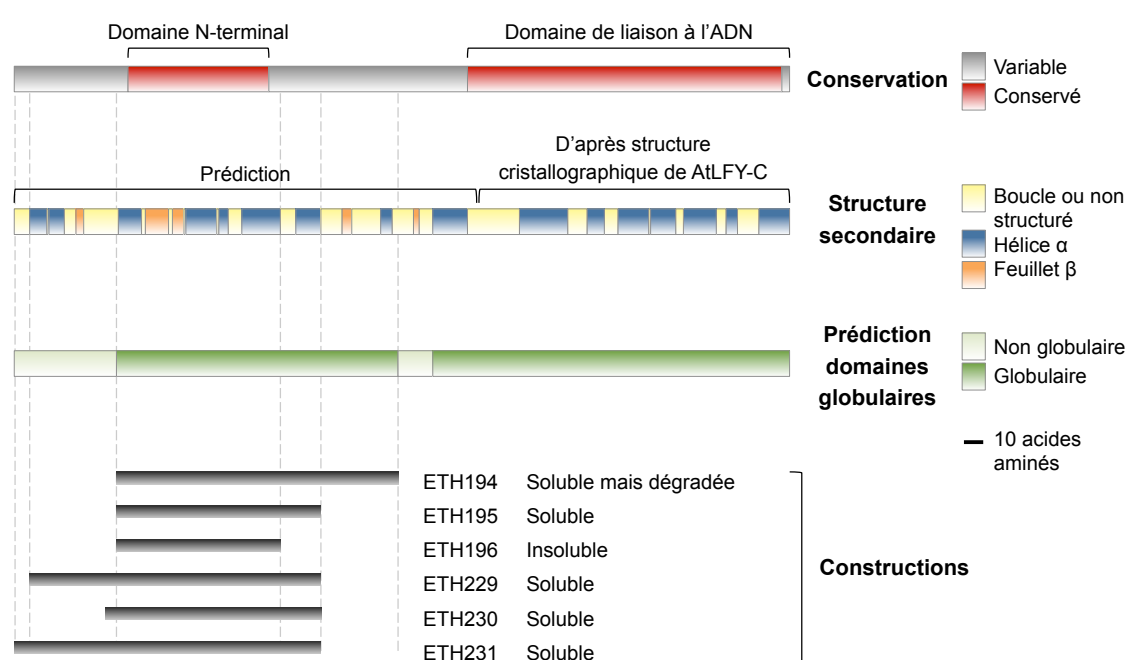 Domaine N-terminal
Domaine de liaison à l’ADN
Conservation
Variable
Conservé
Prédiction
D’après structure
cristallographique de AtLFY-C
Structure
secondaire
Boucle ou non
structuré
Hélice α
Feuillet β
Prédiction
domaines
globulaires
Non globulaire
Globulaire
10 acides
aminés
ETH194 Soluble mais dégradée
ETH195 Soluble
ETH196 Insoluble
ETH229 Soluble
ETH230 Soluble
ETH231 Soluble
Constructions